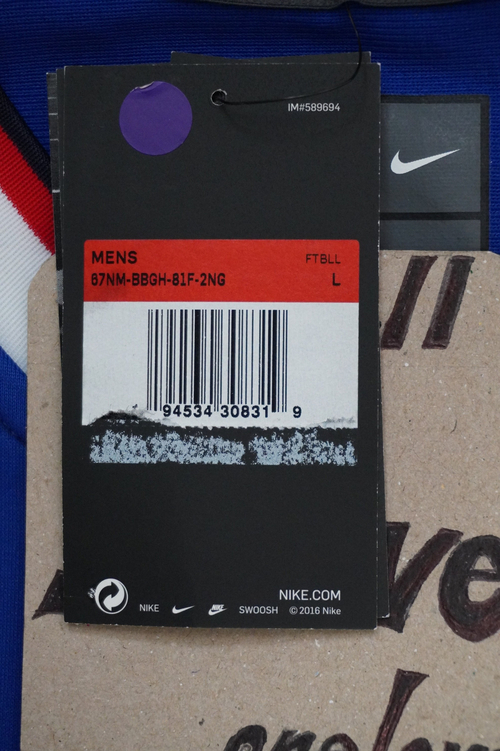 IM#589694
MENS FTBLL
67NM-BBGH-81F-2NG L
94534 30831 9
NIKE.COM
NIKE SWOOSH © 2016 Nike